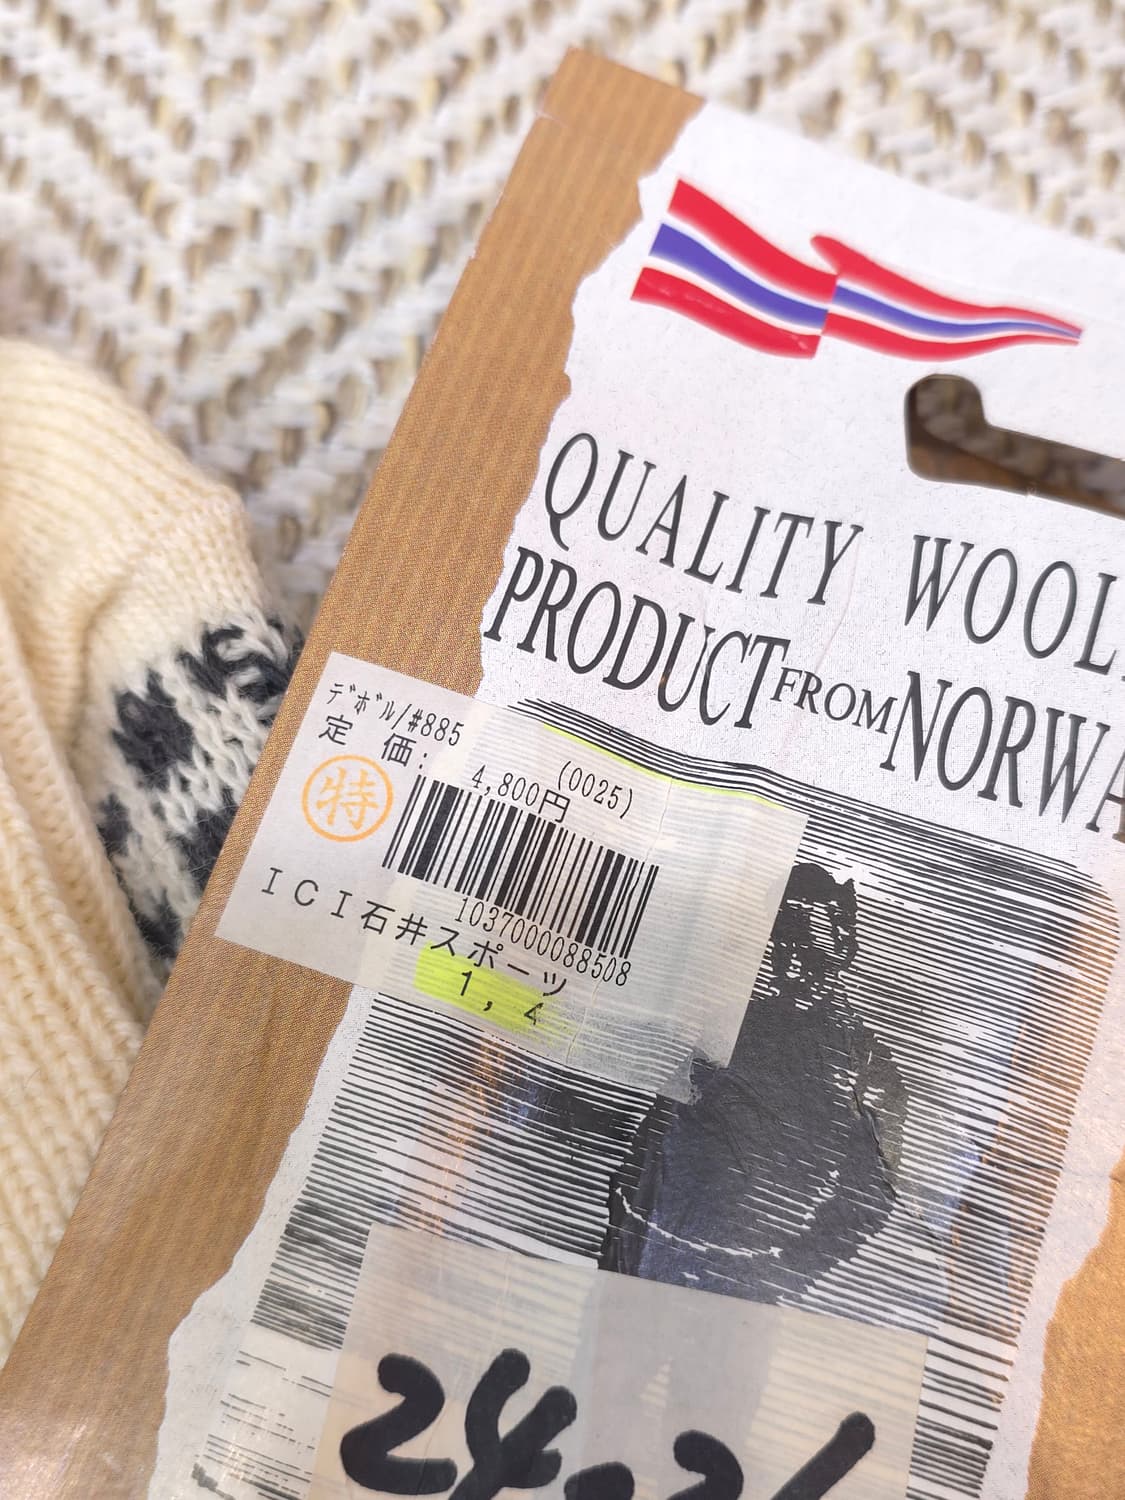 QUALITY WOOL
PRODUCT FROM NORWA
デボル/#885
(0025)
定 価: 4,800円
特
1037000088508
ICI石井スポーツ
1,4